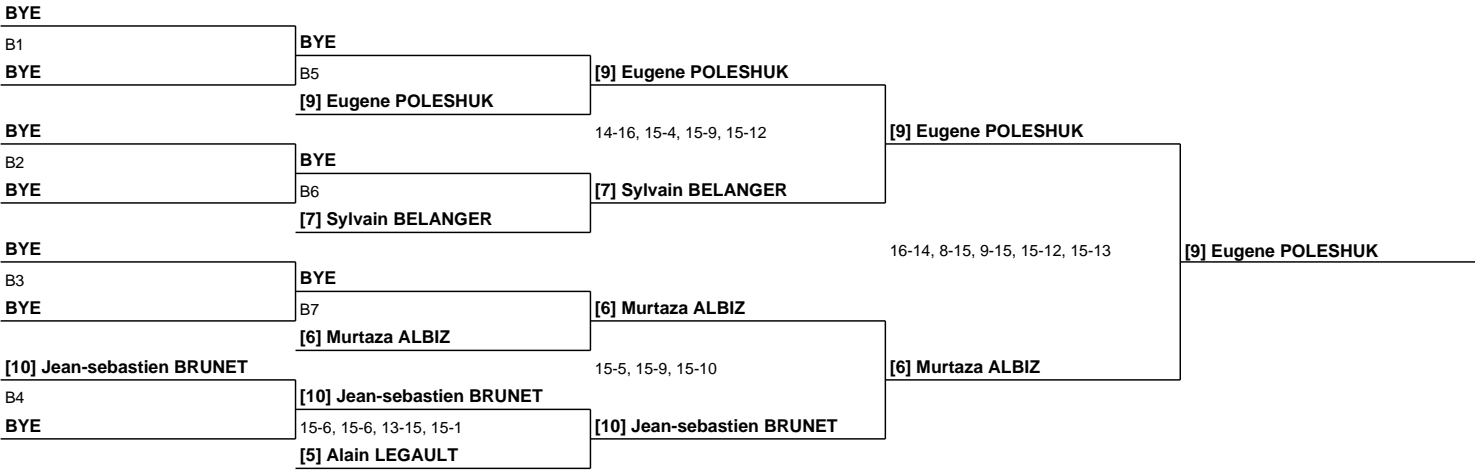 BYE
B1
BYE
BYE
B5
[9] Eugene POLESHUK
[9] Eugene POLESHUK
BYE
B2
BYE
BYE
B6
[7] Sylvain BELANGER
[7] Sylvain BELANGER
14-16, 15-4, 15-9, 15-12
[9] Eugene POLESHUK
BYE
B3
BYE
BYE
B7
[6] Murtaza ALBIZ
[6] Murtaza ALBIZ
[10] Jean-sebastien BRUNET
B4
BYE
[10] Jean-sebastien BRUNET
15-6, 15-6, 13-15, 15-1
[5] Alain LEGAULT
[10] Jean-sebastien BRUNET
15-5, 15-9, 15-10
[6] Murtaza ALBIZ
16-14, 8-15, 9-15, 15-12, 15-13
[9] Eugene POLESHUK